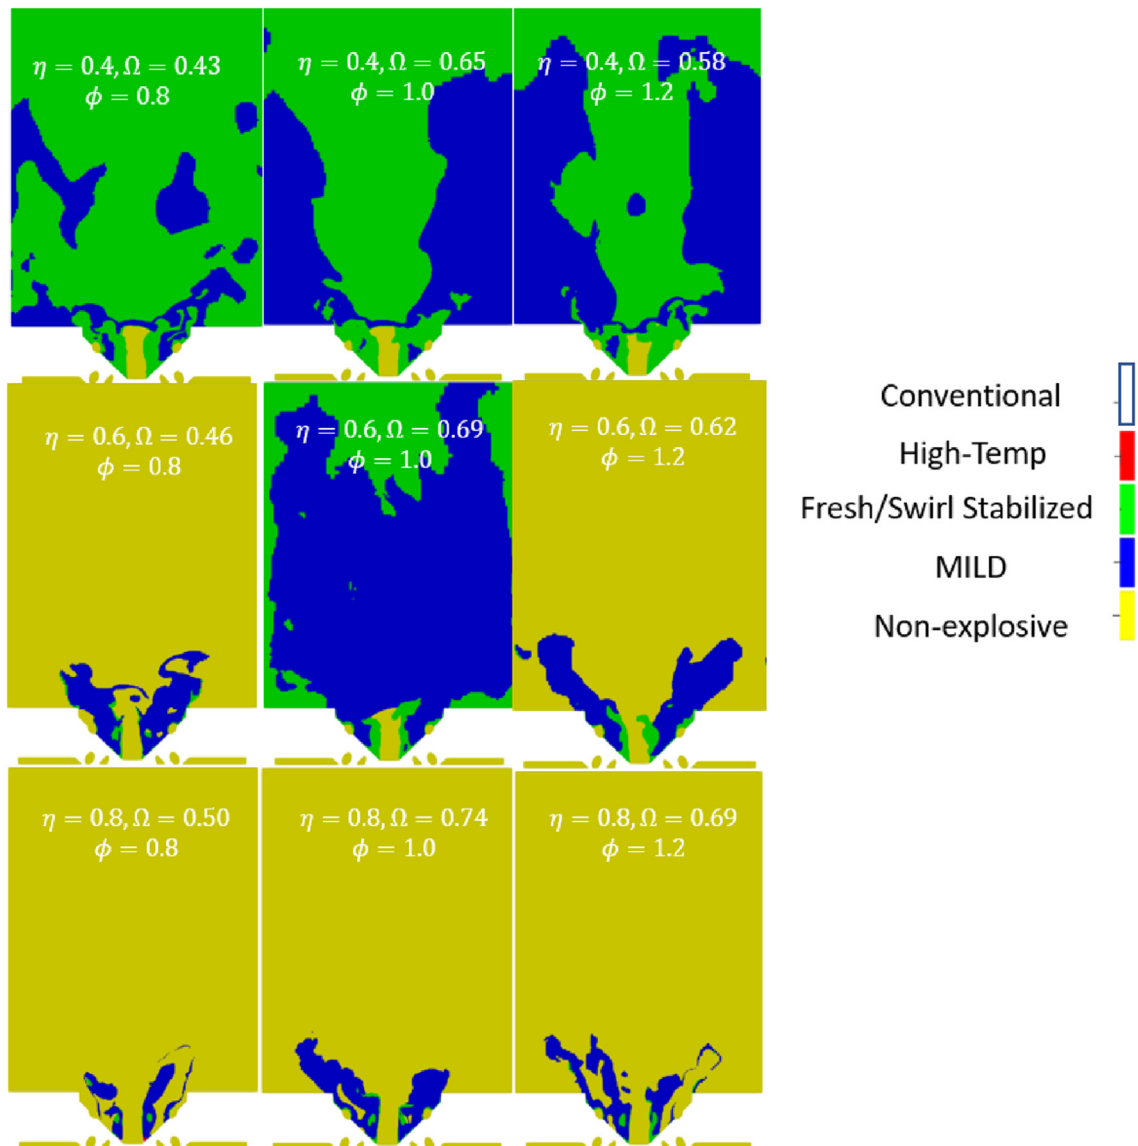 η = 0.4, Ω = 0.43
ϕ = 0.8
η = 0.4, Ω = 0.65
ϕ = 1.0
η = 0.4, Ω = 0.58
ϕ = 1.2
η = 0.6, Ω = 0.46
ϕ = 0.8
η = 0.6, Ω = 0.69
ϕ = 1.0
η = 0.6, Ω = 0.62
ϕ = 1.2
η = 0.8, Ω = 0.50
ϕ = 0.8
η = 0.8, Ω = 0.74
ϕ = 1.0
η = 0.8, Ω = 0.69
ϕ = 1.2
Conventional
High-Temp
Fresh/Swirl Stabilized
MILD
Non-explosive